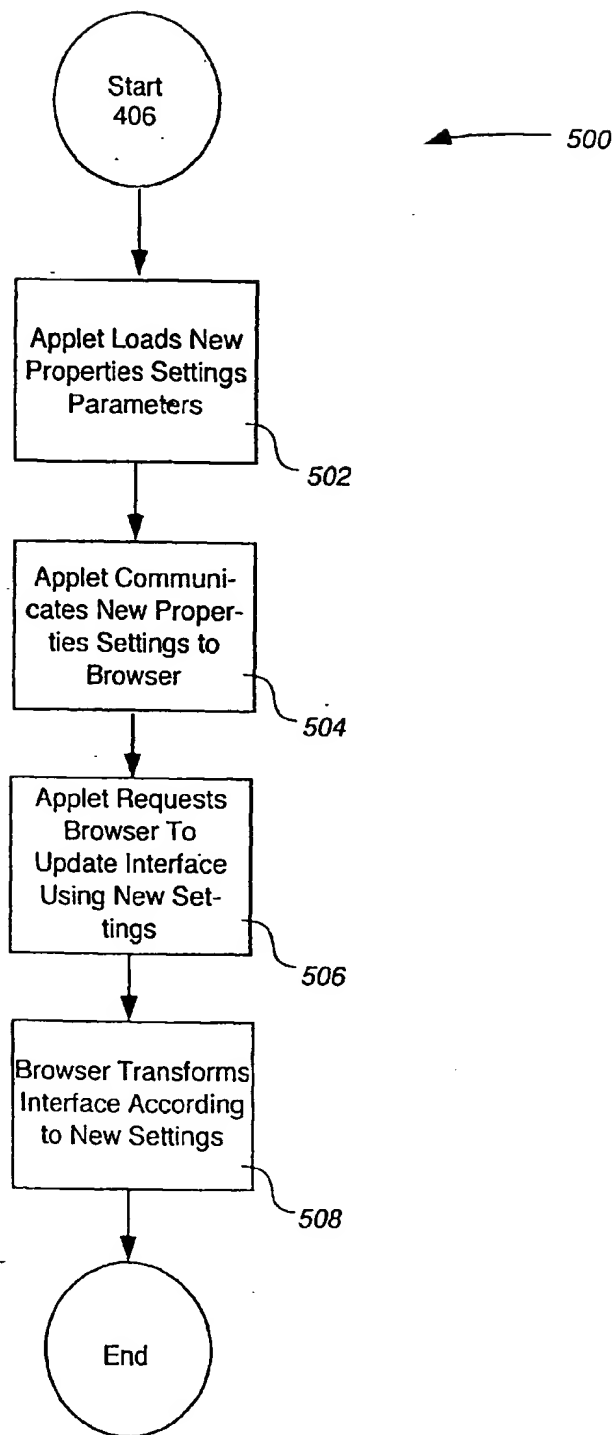 Start
406
500
Applet Loads New
Properties Settings
Parameters
502
Applet Communi-
cates New Proper-
ties Settings to
Browser
504
Applet Requests
Browser To
Update Interface
Using New Set-
tings
506
Browser Transforms
Interface According
to New Settings
508
End